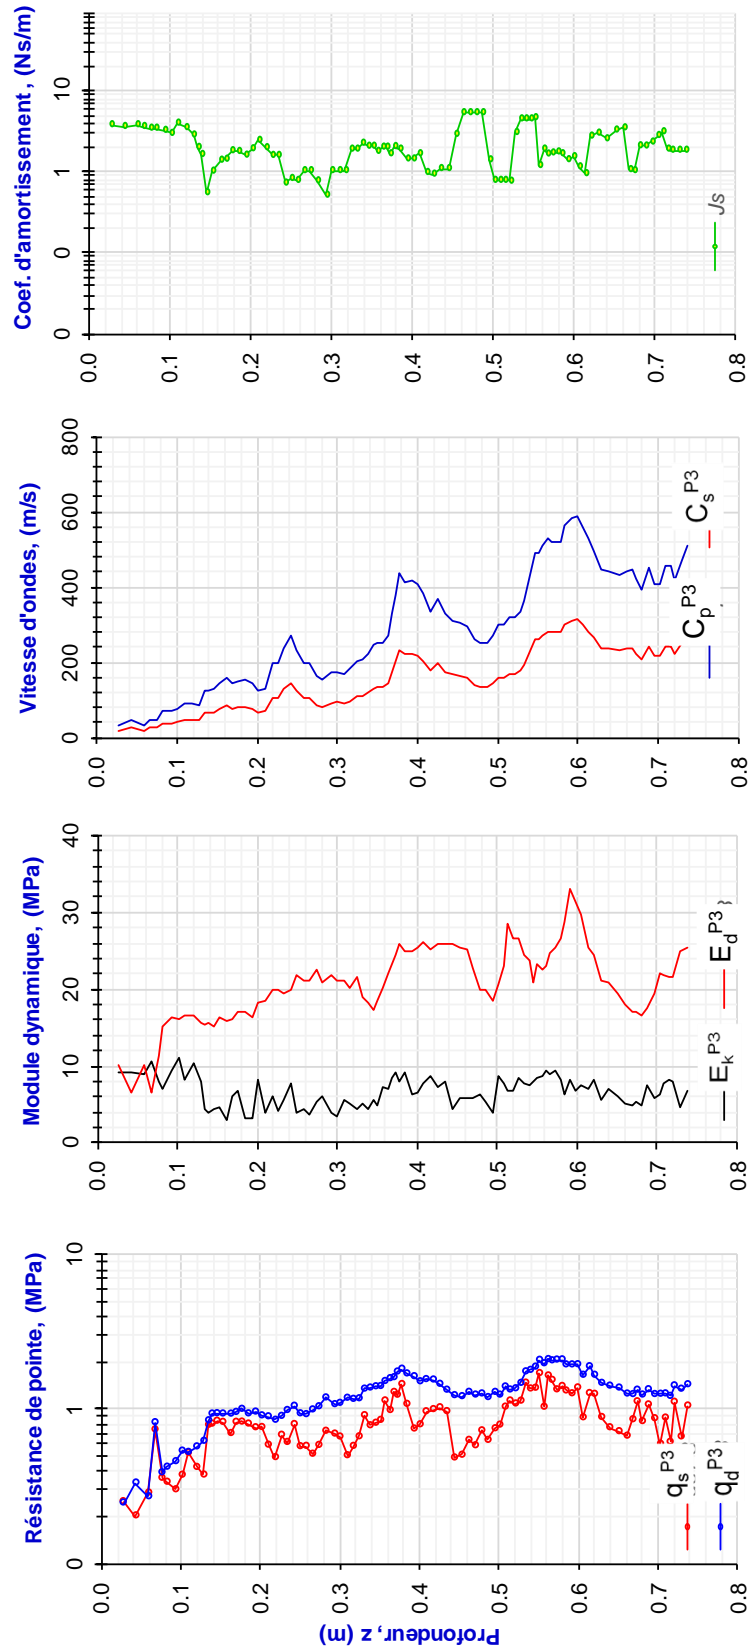 Résistance de pointe, (MPa)
0 1 10
Profondeur, z (m)
0.0
0.1
0.2
0.3
0.4
0.5
0.6
0.7
0.8
qs P3
qd P3
Module dynamique, (MPa)
0 10 20 30 40
0.0
0.1
0.2
0.3
0.4
0.5
0.6
0.7
0.8
Ek P3
Ed P3
Vitesse d'ondes, (m/s)
0 200 400 600 800
0.0
0.1
0.2
0.3
0.4
0.5
0.6
0.7
0.8
Cp P3
Cs P3
Coef. d'amortissement, (Ns/m)
0 0 1 10
0.0
0.1
0.2
0.3
0.4
0.5
0.6
0.7
0.8
Js